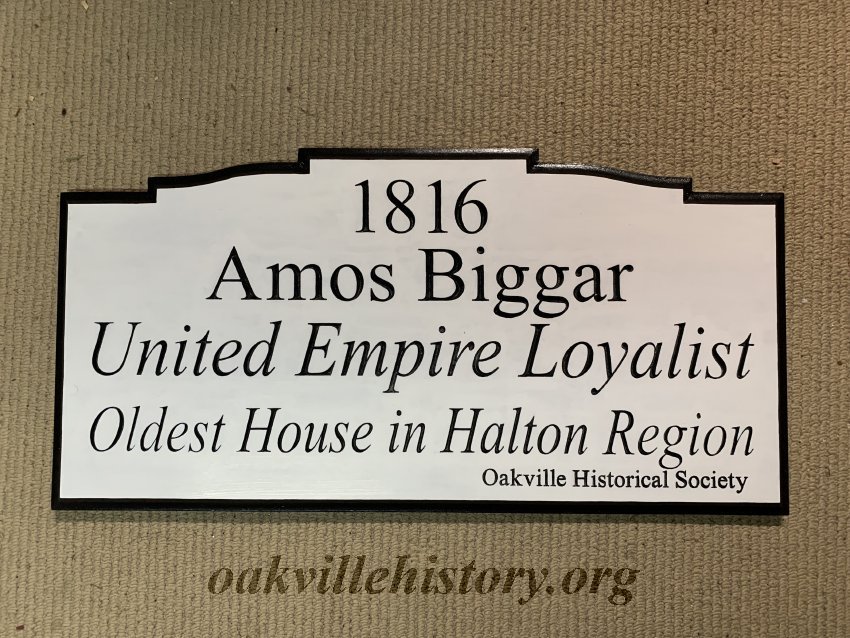 1816
Amos Biggar
United Empire Loyalist
Oldest House in Halton Region
Oakville Historical Society
oakvillehistory.org